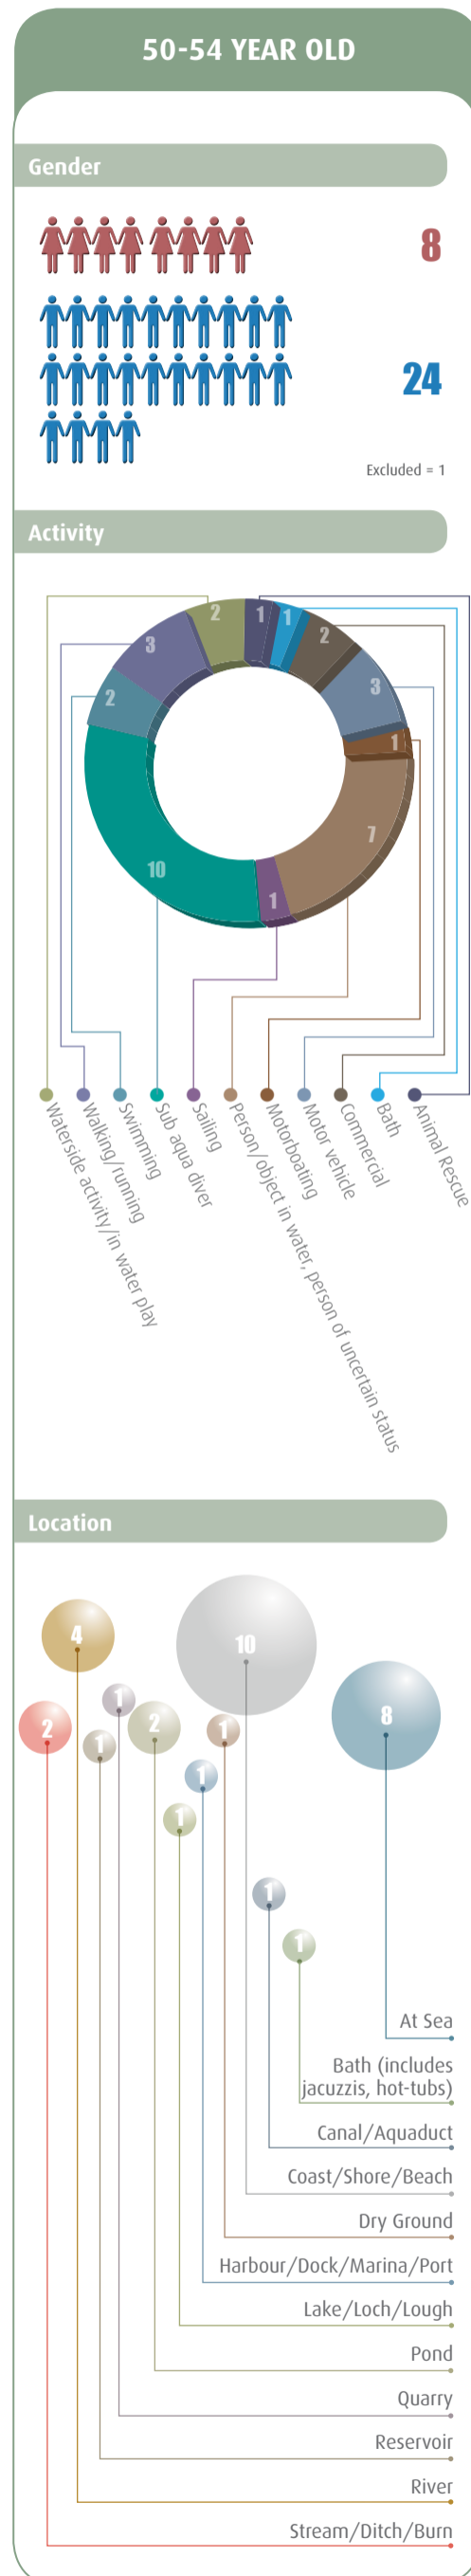 50-54 YEAR OLD
Gender
8
24
Excluded = 1
Activity
2
1
1
2
3
3
2
1
7
10
1
Waterside activity/in water play
Walking/running
Swimming
Sub aqua diver
Sailing
Person/object in water, person of uncertain status
Motorboating
Motor vehicle
Commercial
Bath
Animal Rescue
Location
4
10
1
2
2
1
1
8
1
1
1
1
At Sea
Bath (includes
jacuzzis, hot-tubs)
Canal/Aquaduct
Coast/Shore/Beach
Dry Ground
Harbour/Dock/Marina/Port
Lake/Loch/Lough
Pond
Quarry
Reservoir
River
Stream/Ditch/Burn